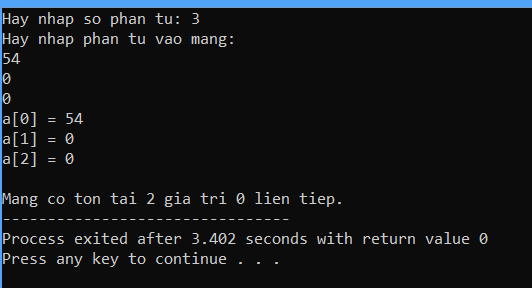 Hay nhap so phan tu: 3
Hay nhap phan tu vao mang:
54
0
0
a[0] = 54
a[1] = 0
a[2] = 0
Mang co ton tai 2 gia tri 0 lien tiep.
--------------------------------
Process exited after 3.402 seconds with return value 0
Press any key to continue . . .